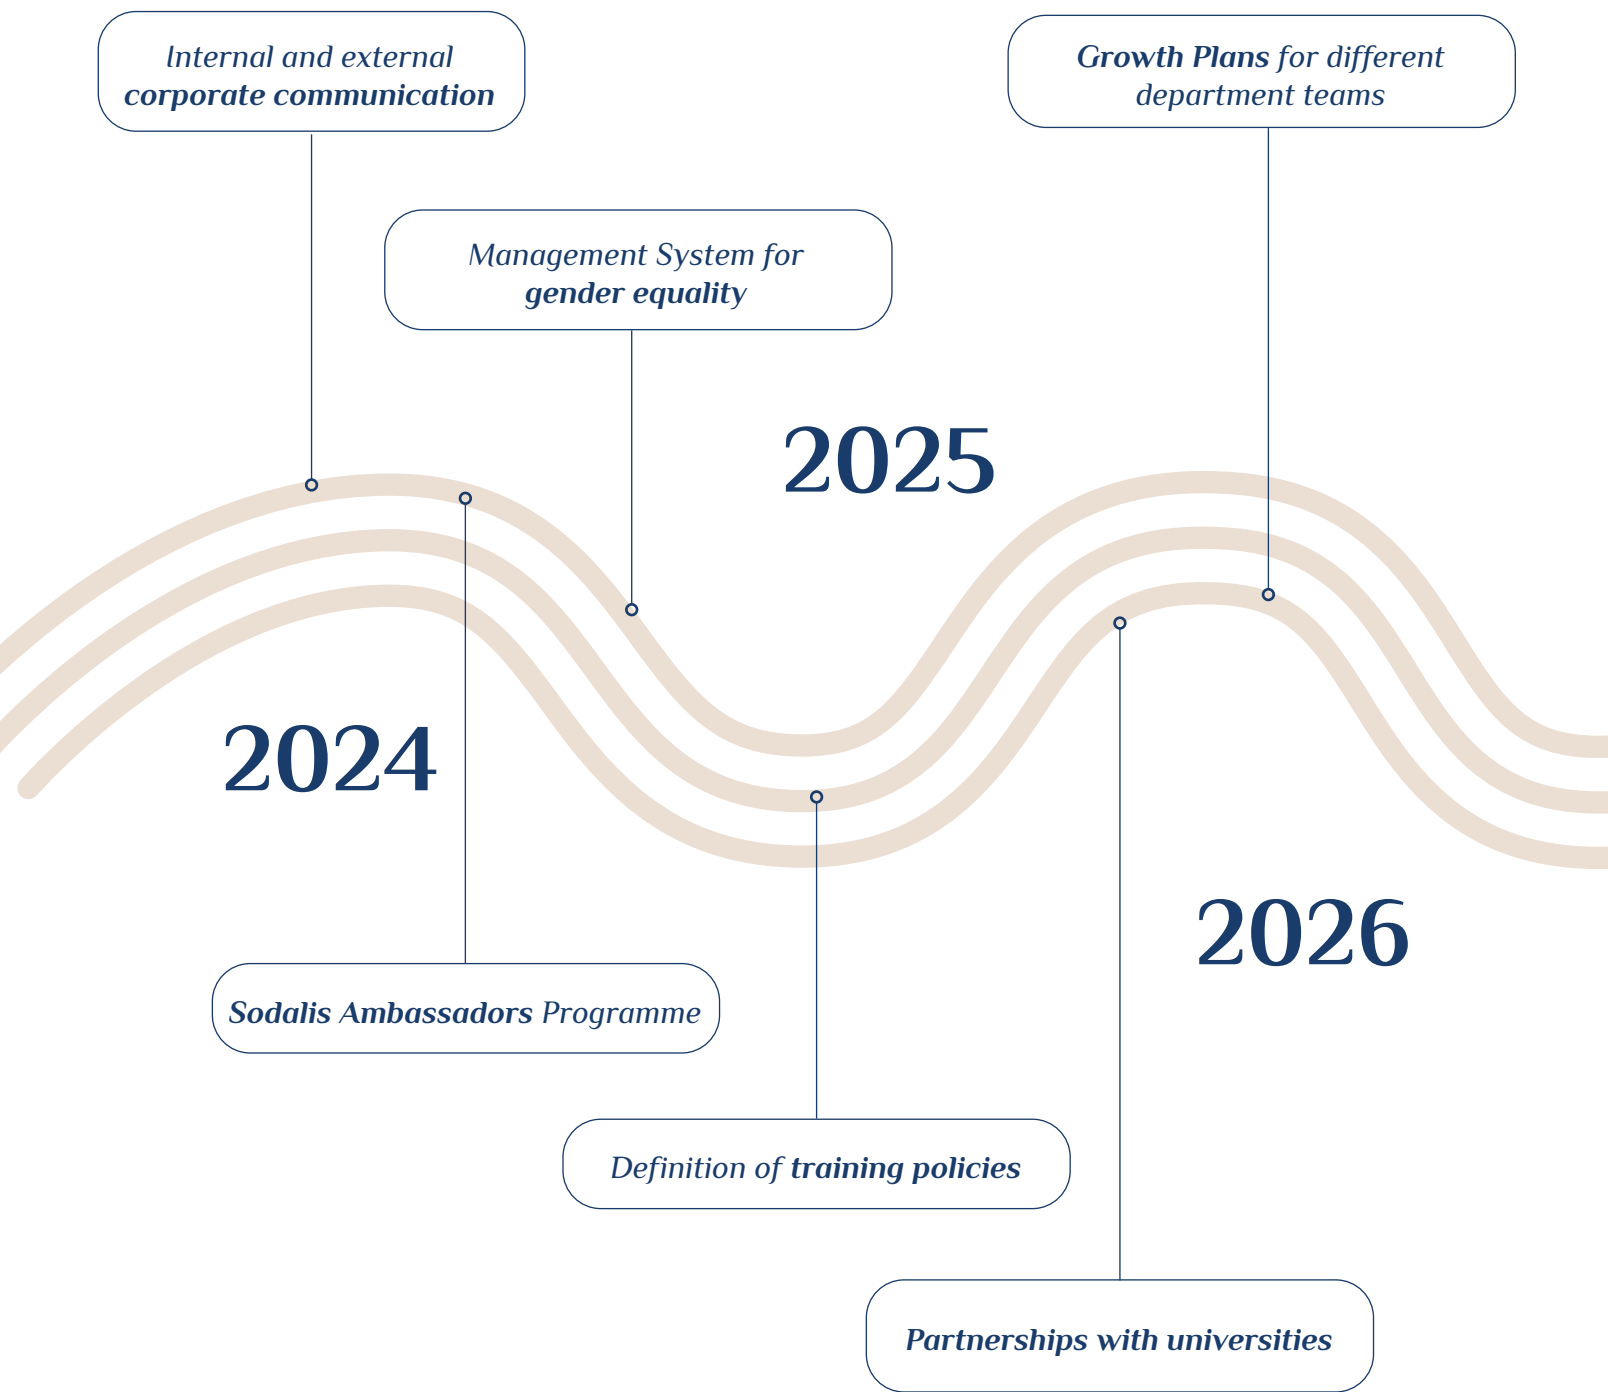 Internal and external
corporate communication
Growth Plans for different
department teams
Management System for
gender equality
2025
2024
2026
Sodalis Ambassadors Programme
Definition of training policies
Partnerships with universities